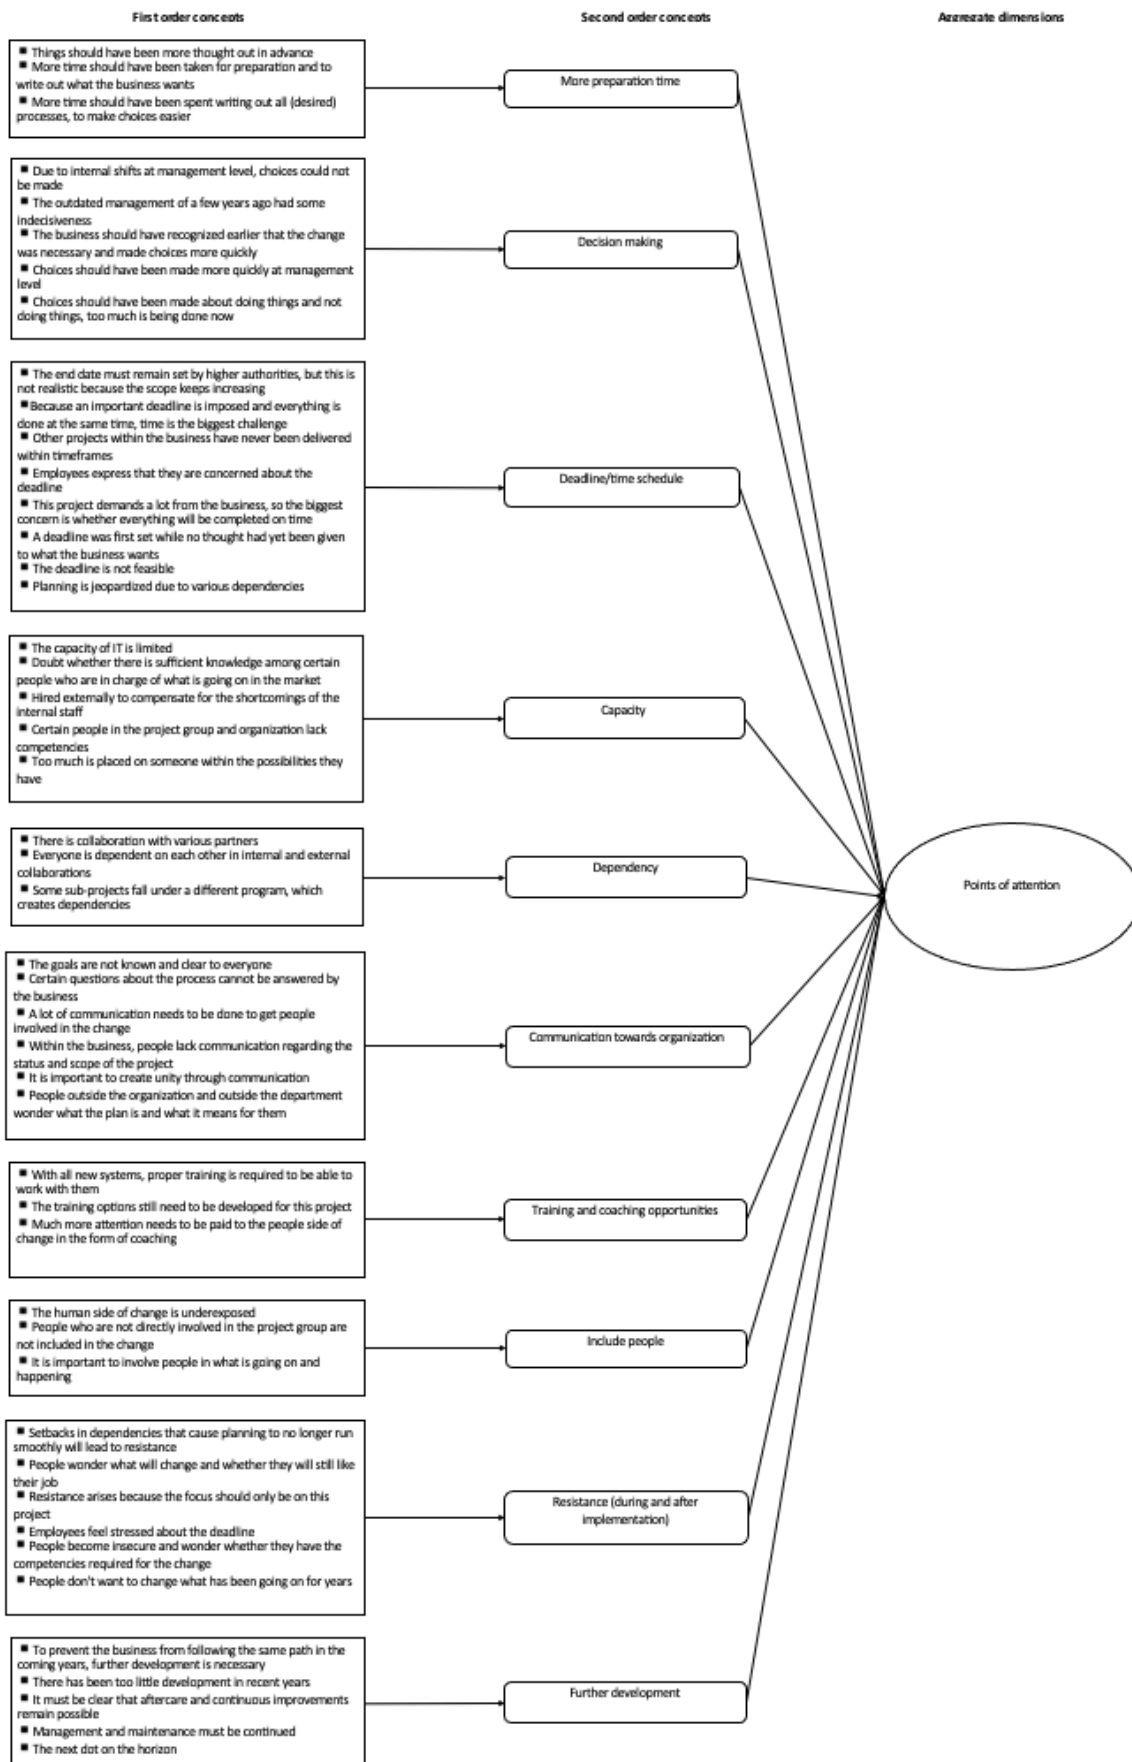 First order concepts
Second order concepts
Aggregate dimensions
■ Things should have been more thought out in advance
■ More time should have been taken for preparation and to
write out what the business wants
■ More time should have been spent writing out all (desired)
processes, to make choices easier
More preparation time
■ Due to internal shifts at management level, choices could not
be made
■ The outdated management of a few years ago had some
indecisiveness
■ The business should have recognized earlier that the change
was necessary and made choices more quickly
■ Choices should have been made more quickly at management
level
■ Choices should have been made about doing things and not
doing things, too much is being done now
Decision making
■ The end date must remain set by higher authorities, but this is
not realistic because the scope keeps increasing
■Because an important deadline is imposed and everything is
done at the same time, time is the biggest challenge
■ Other projects within the business have never been delivered
within timeframes
■ Employees express that they are concerned about the
deadline
■ This project demands a lot from the business, so the biggest
concern is whether everything will be completed on time
■ A deadline was first set while no thought had yet been given
to what the business wants
■ The deadline is not feasible
■ Planning is jeopardized due to various dependencies
Deadline/time schedule
■ The capacity of IT is limited
■ Doubt whether there is sufficient knowledge among certain
people who are in charge of what is going on in the market
■ Hired externally to compensate for the shortcomings of the
internal staff
■ Certain people in the project group and organization lack
competencies
■ Too much is placed on someone within the possibilities they
have
Capacity
■ There is collaboration with various partners
■ Everyone is dependent on each other in internal and external
collaborations
■ Some sub-projects fall under a different program, which
creates dependencies
Dependency
Points of attention
■ The goals are not known and clear to everyone
■ Certain questions about the process cannot be answered by
the business
■ A lot of communication needs to be done to get people
involved in the change
■ Within the business, people lack communication regarding the
status and scope of the project
■ It is important to create unity through communication
■ People outside the organization and outside the department
wonder what the plan is and what it means for them
Communication towards organization
■ With all new systems, proper training is required to be able to
work with them
■ The training options still need to be developed for this project
■ Much more attention needs to be paid to the people side of
change in the form of coaching
Training and coaching opportunities
■ The human side of change is underexposed
■ People who are not directly involved in the project group are
not included in the change
■ It is important to involve people in what is going on and
happening
Include people
■ Setbacks in dependencies that cause planning to no longer run
smoothly will lead to resistance
■ People wonder what will change and whether they will still like
their job
■ Resistance arises because the focus should only be on this
project
■ Employees feel stressed about the deadline
■ People become insecure and wonder whether they have the
competencies required for the change
■ People don't want to change what has been going on for years
Resistance (during and after
implementation)
■ To prevent the business from following the same path in the
coming years, further development is necessary
■ There has been too little development in recent years
■ It must be clear that aftercare and continuous improvements
remain possible
■ Management and maintenance must be continued
■ The next dot on the horizon
Further development